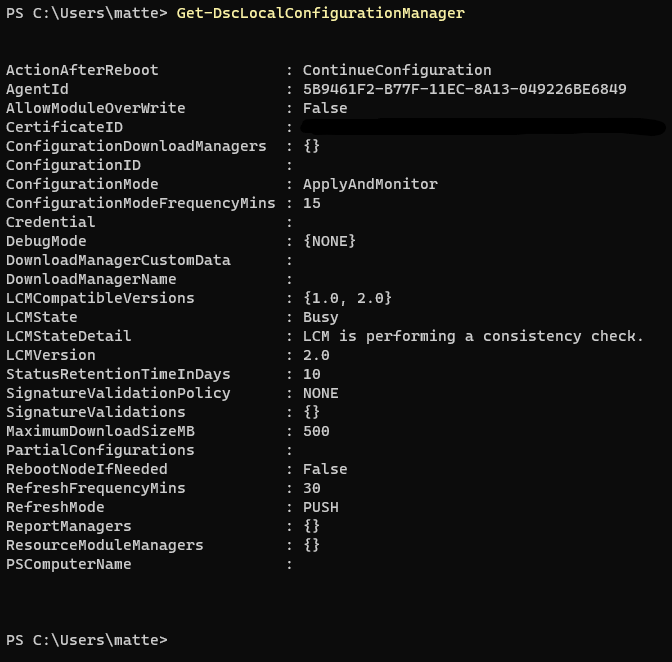 PS C:\Users\matte> Get-DscLocalConfigurationManager
ActionAfterReboot : ContinueConfiguration
AgentId : 5B9461F2-B77F-11EC-8A13-049226BE6849
AllowModuleOverWrite : False
CertificateID :
ConfigurationDownloadManagers : {}
ConfigurationID :
ConfigurationMode : ApplyAndMonitor
ConfigurationModeFrequencyMins : 15
Credential :
DebugMode : {NONE}
DownloadManagerCustomData :
DownloadManagerName :
LCMCompatibleVersions : {1.0, 2.0}
LCMState : Busy
LCMStateDetail : LCM is performing a consistency check.
LCMVersion : 2.0
StatusRetentionTimeInDays : 10
SignatureValidationPolicy : NONE
SignatureValidations : {}
MaximumDownloadSizeMB : 500
PartialConfigurations :
RebootNodeIfNeeded : False
RefreshFrequencyMins : 30
RefreshMode : PUSH
ReportManagers : {}
ResourceModuleManagers : {}
PSComputerName :
PS C:\Users\matte>